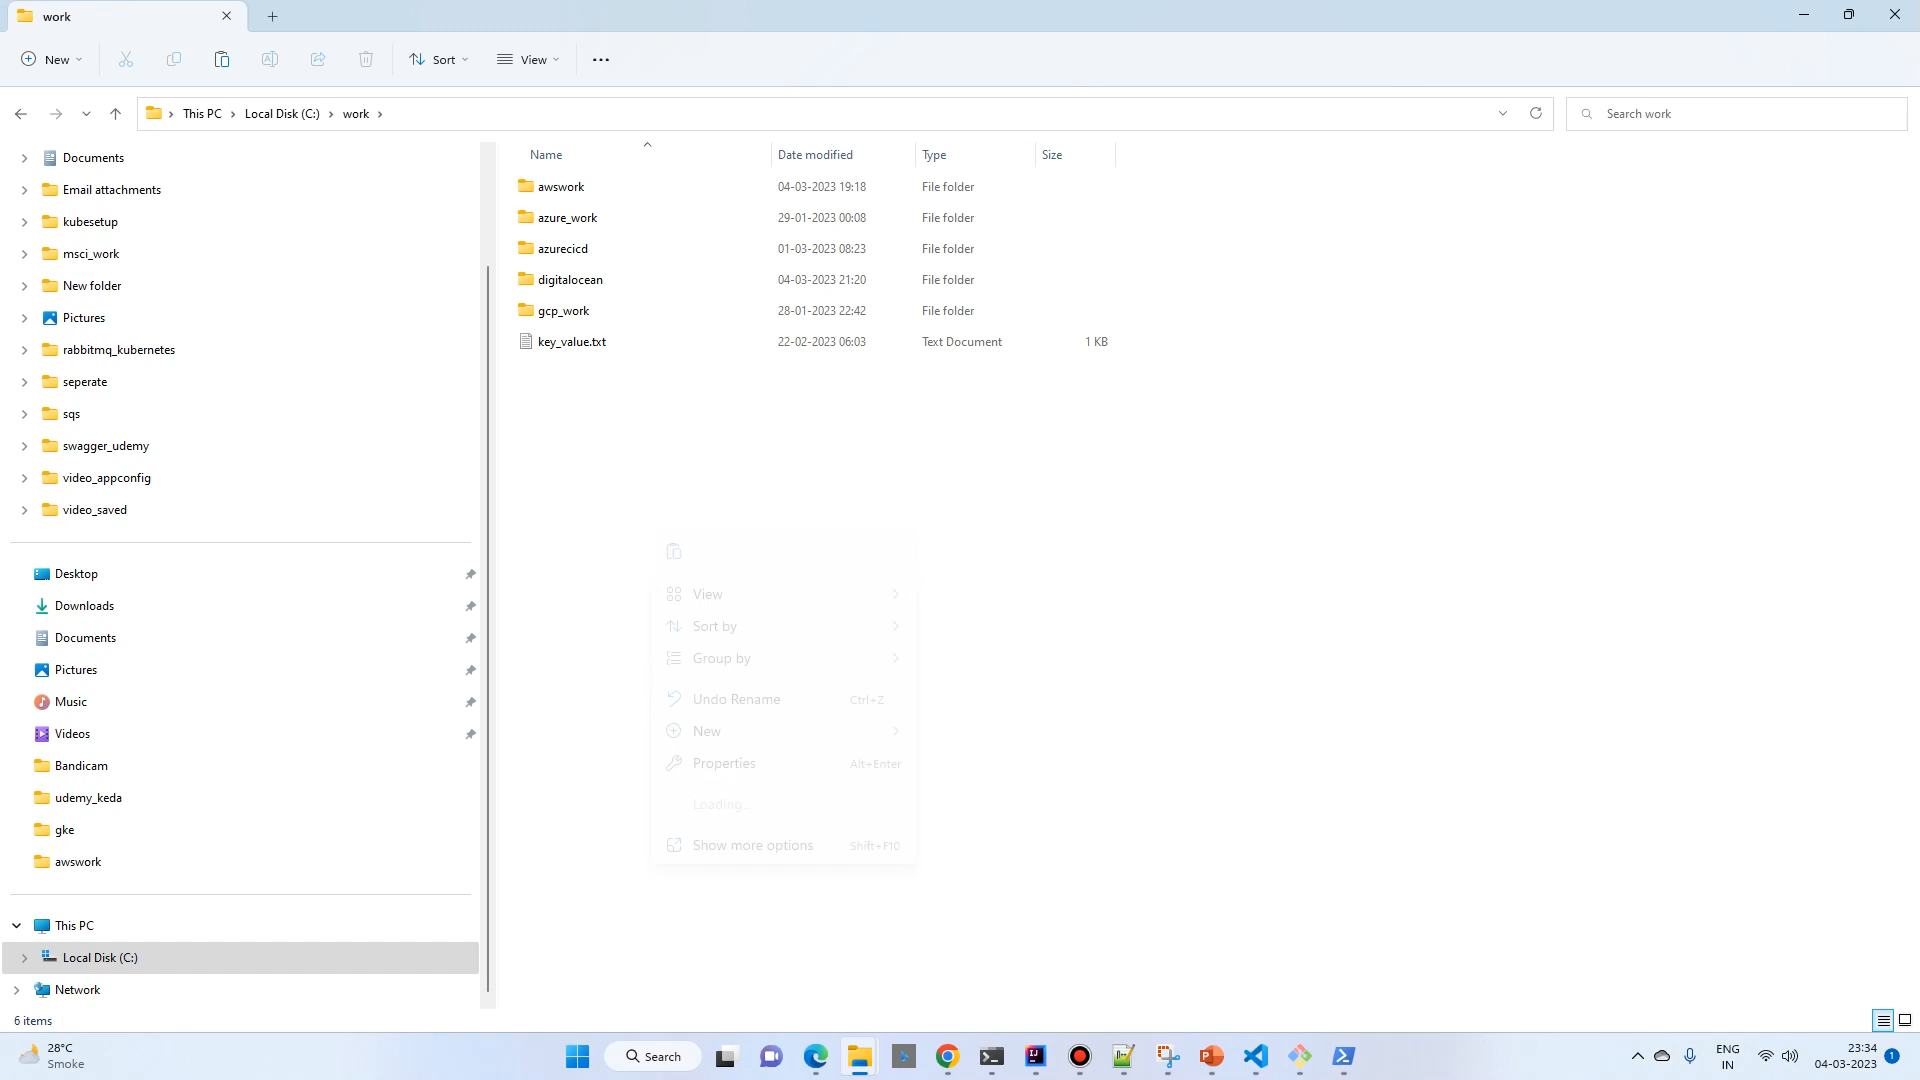 work
New
Sort
View
This PC
Local Disk (C:)
work
Search work
Name
Date modified
Type
Size
Documents
Email attachments
kubesetup
msci_work
New folder
Pictures
rabbitmq_kubernetes
seperate
sqs
swagger_udemy
video_appconfig
video_saved
Desktop
Downloads
Documents
Pictures
Music
Videos
Bandicam
udemy_keda
gke
awswork
This PC
Local Disk (C:)
Network
awswork 04-03-2023 19:18 File folder
azure_work 29-01-2023 00:08 File folder
azurecicd 01-03-2023 08:23 File folder
digitalocean 04-03-2023 21:20 File folder
gcp_work 28-01-2023 22:42 File folder
key_value.txt 22-02-2023 06:03 Text Document 1 KB
View
Sort by
Group by
Undo Rename Ctrl+Z
New
Properties Alt+Enter
Loading...
Show more options Shift+F10
6 items
28°C
Smoke
Search
ENG
IN
23:34
04-03-2023
1